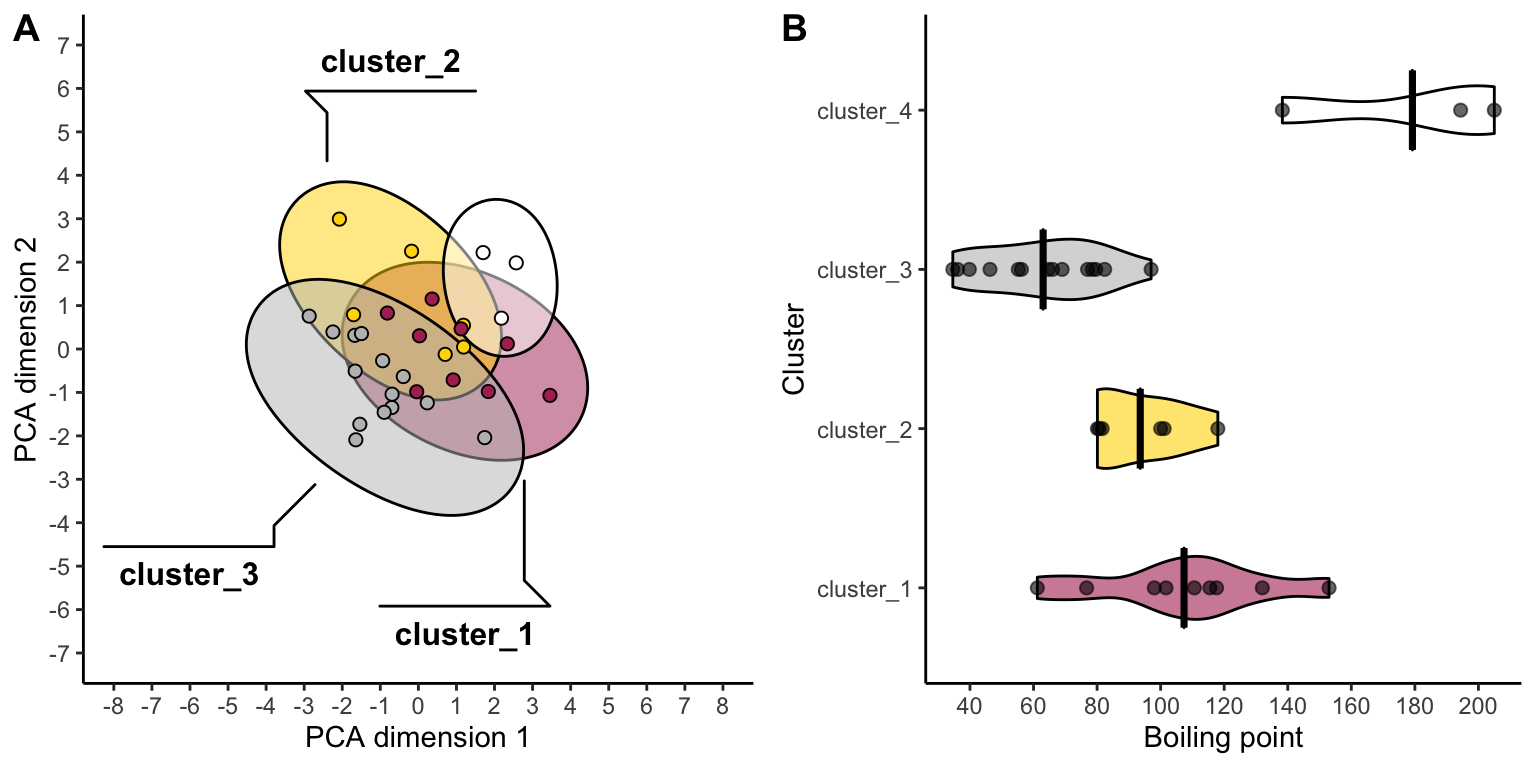 A
cluster_2
7
6
5
4
3
2
1
0
-1
-2
-3
-4
-5
-6
-7
PCA dimension 2
cluster_3
cluster_1
-8 -7 -6 -5 -4 -3 -2 -1 0 1 2 3 4 5 6 7 8
PCA dimension 1
B
cluster_4
cluster_3
cluster_2
cluster_1
Cluster
40 60 80 100 120 140 160 180 200
Boiling point